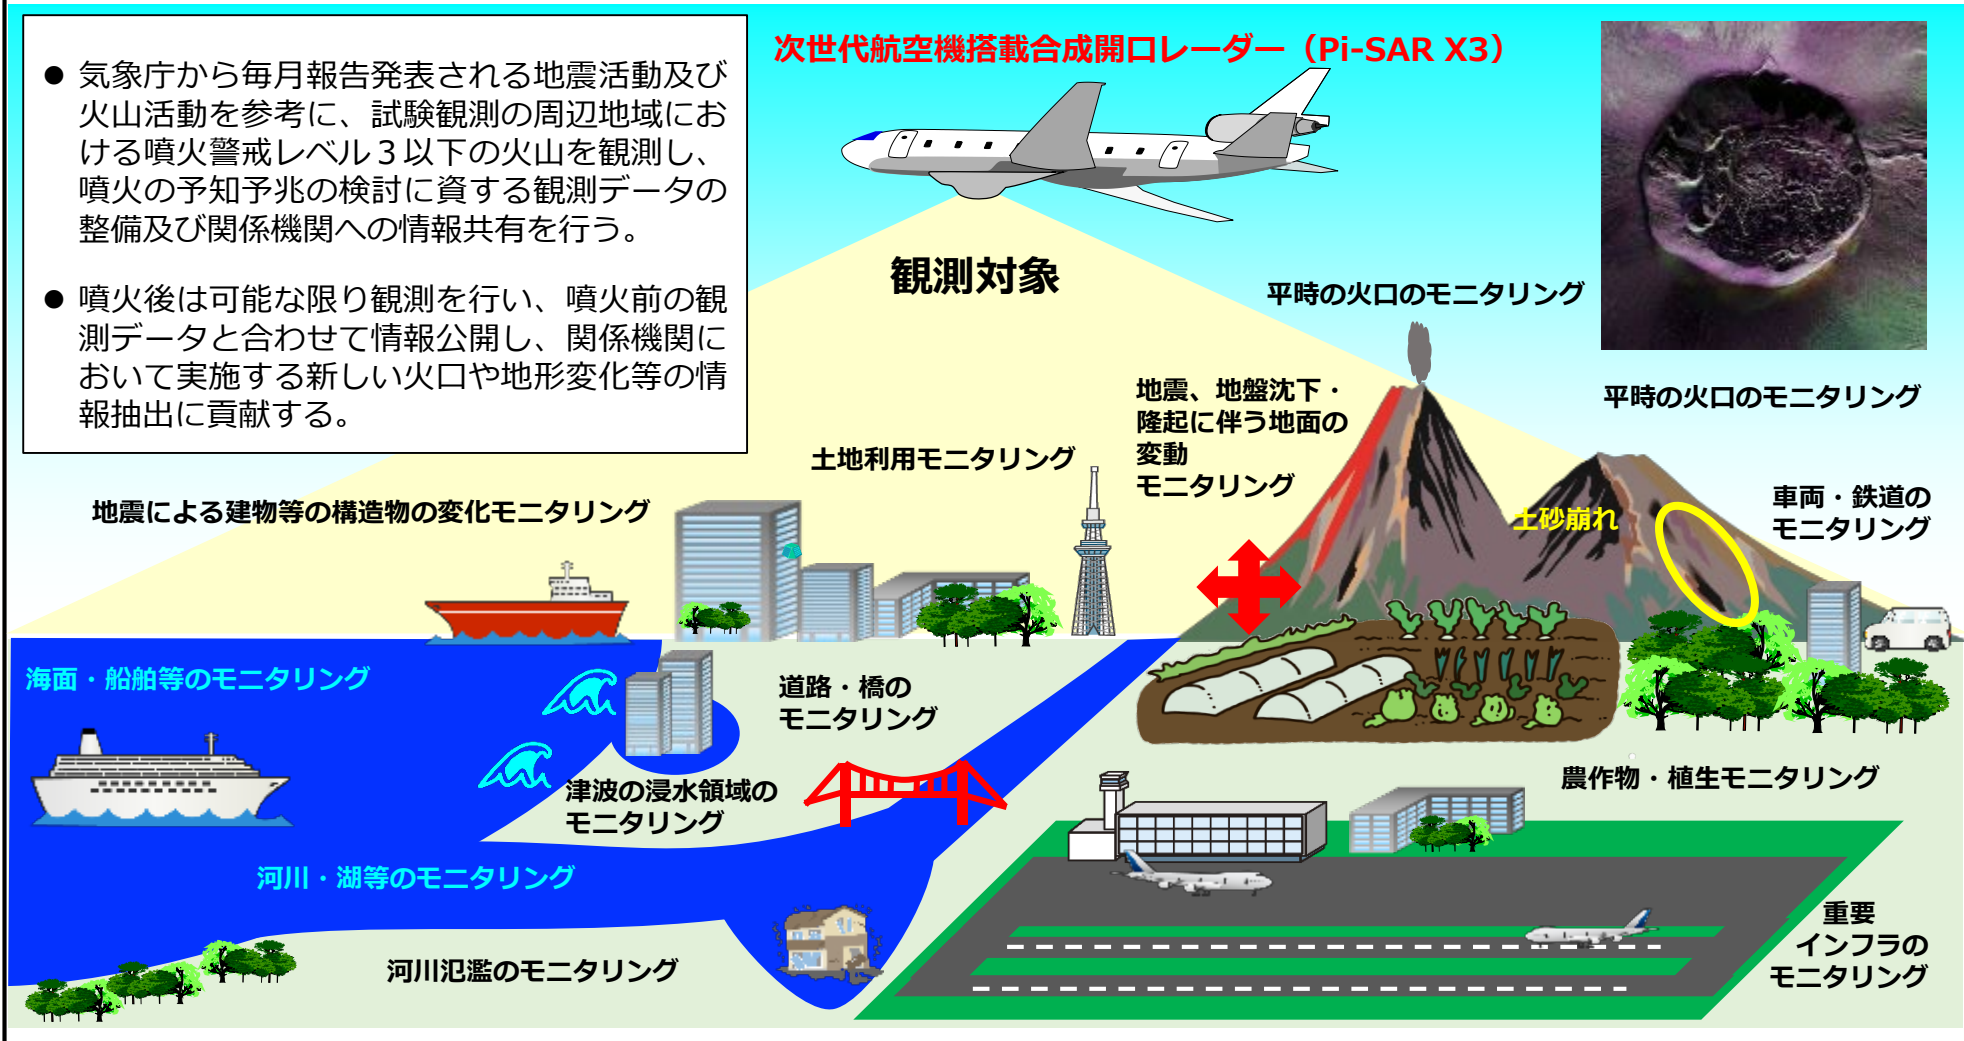 ● 気象庁から毎月報告発表される地震活動及び
火山活動を参考に、試験観測の周辺地域にお
ける噴火警戒レベル３以下の火山を観測し、
噴火の予知予兆の検討に資する観測データの
整備及び関係機関への情報共有を行う。
● 噴火後は可能な限り観測を行い、噴火前の観
測データと合わせて情報公開し、関係機関に
おいて実施する新しい火口や地形変化等の情
報抽出に貢献する。
次世代航空機搭載合成開口レーダー（Pi-SAR X3）
観測対象
平時の火口のモニタリング
平時の火口のモニタリング
地震、地盤沈下・
隆起に伴う地面の
変動
モニタリング
土地利用モニタリング
地震による建物等の構造物の変化モニタリング
土砂崩れ
車両・鉄道の
モニタリング
海面・船舶等のモニタリング
道路・橋の
モニタリング
津波の浸水領域の
モニタリング
農作物・植生モニタリング
河川・湖等のモニタリング
河川氾濫のモニタリング
重要
インフラの
モニタリング